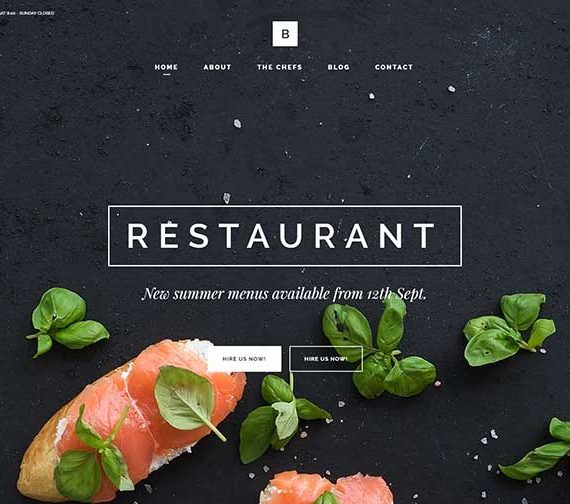 SAT 8:00 - SUNDAY CLOSED
B
HOME ABOUT THE CHEFS BLOG CONTACT
RESTAURANT
New summer menus available from 12th Sept.
HIRE US NOW! HIRE US NOW!